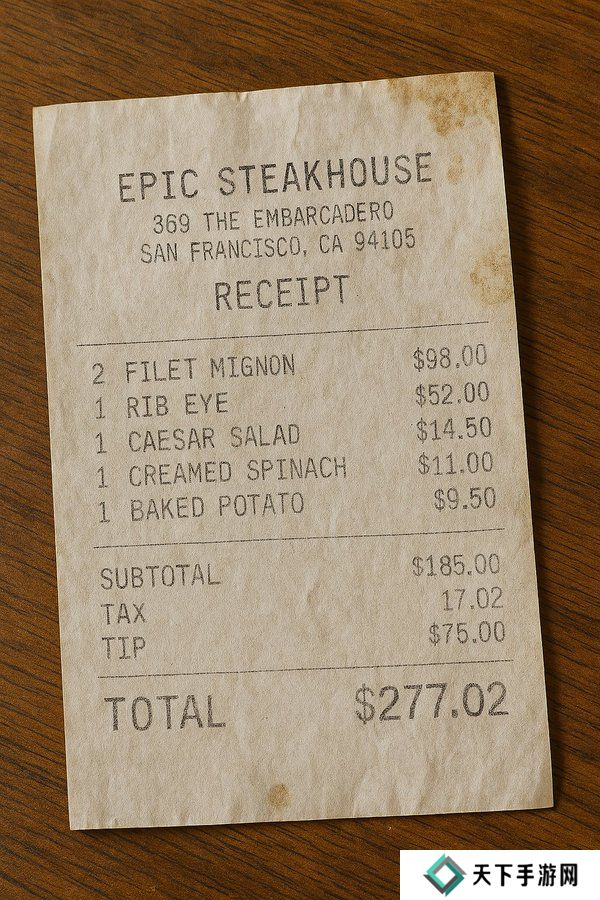 EPIC STEAKHOUSE
369 THE EMBARCADERO
SAN FRANCISCO, CA 94105
RECEIPT
2 FILET MIGNON $98.00
1 RIB EYE $52.00
1 CAESAR SALAD $14.50
1 CREAMED SPINACH $11.00
1 BAKED POTATO $9.50
SUBTOTAL $185.00
TAX 17.02
TIP $75.00
TOTAL $277.02
天下手游网